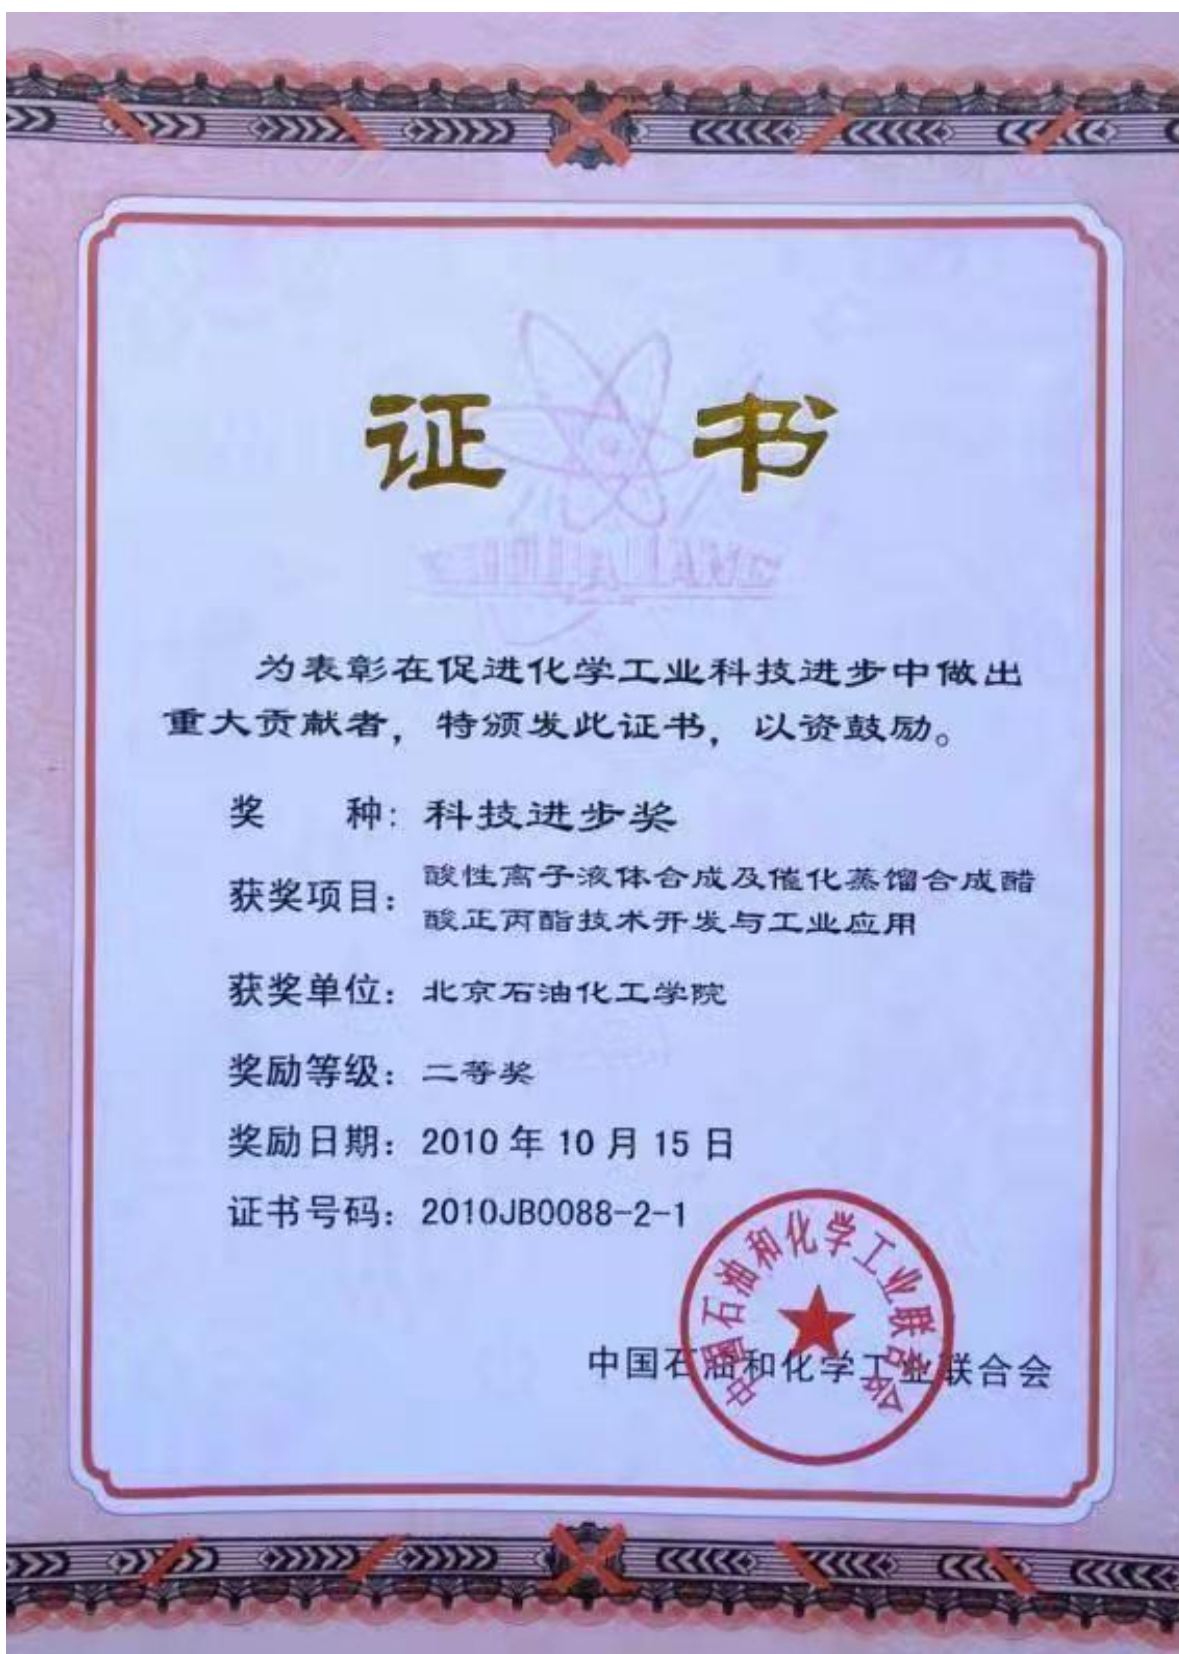 证 书
为表彰在促进化学工业科技进步中做出
重大贡献者，特颁发此证书，以资鼓励。
奖 种：科技进步奖
获奖项目：酸性离子液体合成及催化蒸馏合成醋
酸正丙酯技术开发与工业应用
获奖单位：北京石油化工学院
奖励等级：二等奖
奖励日期：2010 年 10 月 15 日
证书号码：2010JB0088-2-1
中国石油和化学工业联合会
中国石油和化学工业联合会